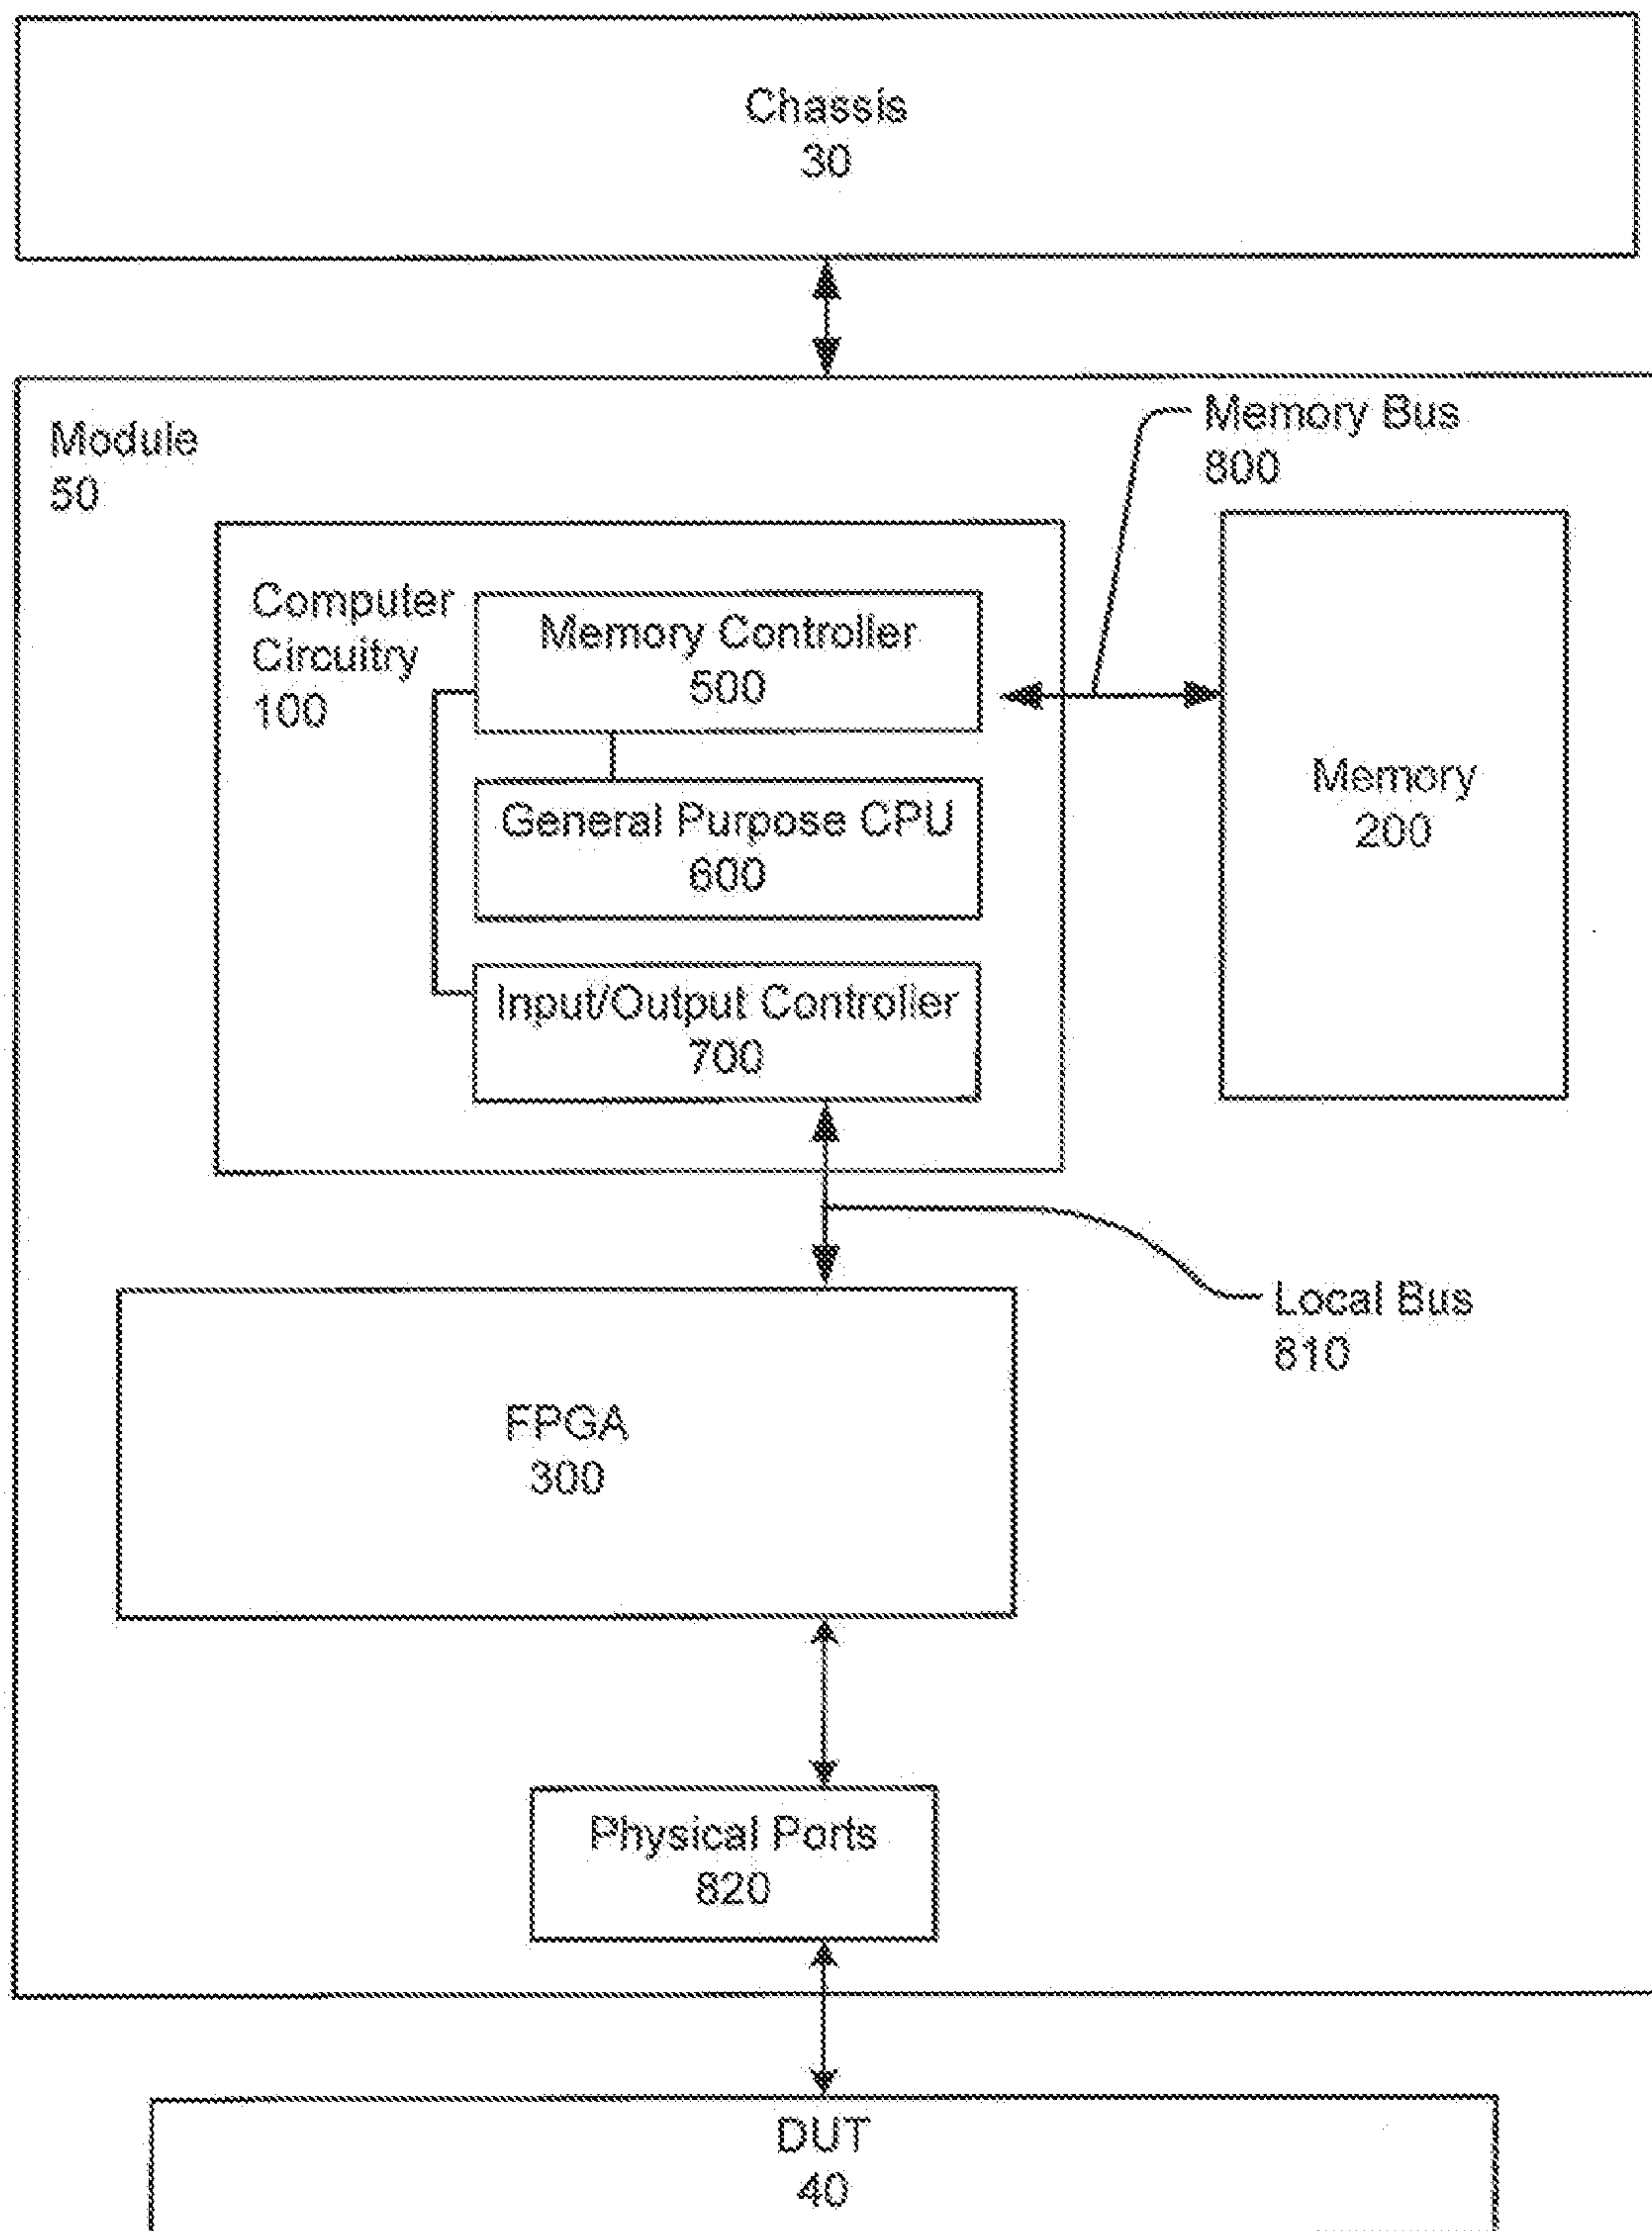 Chassis
30
Module
50
Memory Bus
800
Computer
Circuitry
100
Memory Controller
500
General Purpose CPU
600
Input/Output Controller
700
Memory
200
Local Bus
810
FPGA
300
Physical Ports
820
DUT
40